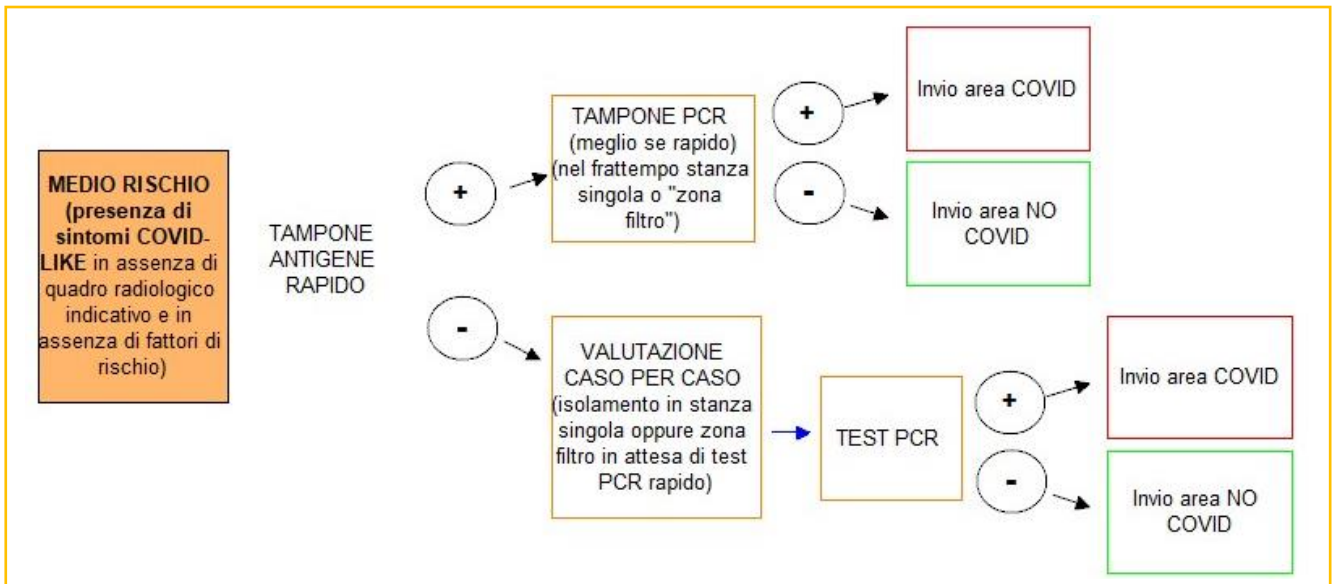 MEDIO RISCHIO
(presenza di
sintomi COVID-
LIKE in assenza di
quadro radiologico
indicativo e in
assenza di fattori di
rischio)
TAMPONE
ANTIGENE
RAPIDO
+
TAMPONE PCR
(meglio se rapido)
(nel frattempo stanza
singola o "zona
filtro")
+
Invio area COVID
-
Invio area NO
COVID
-
VALUTAZIONE
CASO PER CASO
(isolamento in stanza
singola oppure zona
filtro in attesa di test
PCR rapido)
TEST PCR
+
Invio area COVID
-
Invio area NO
COVID